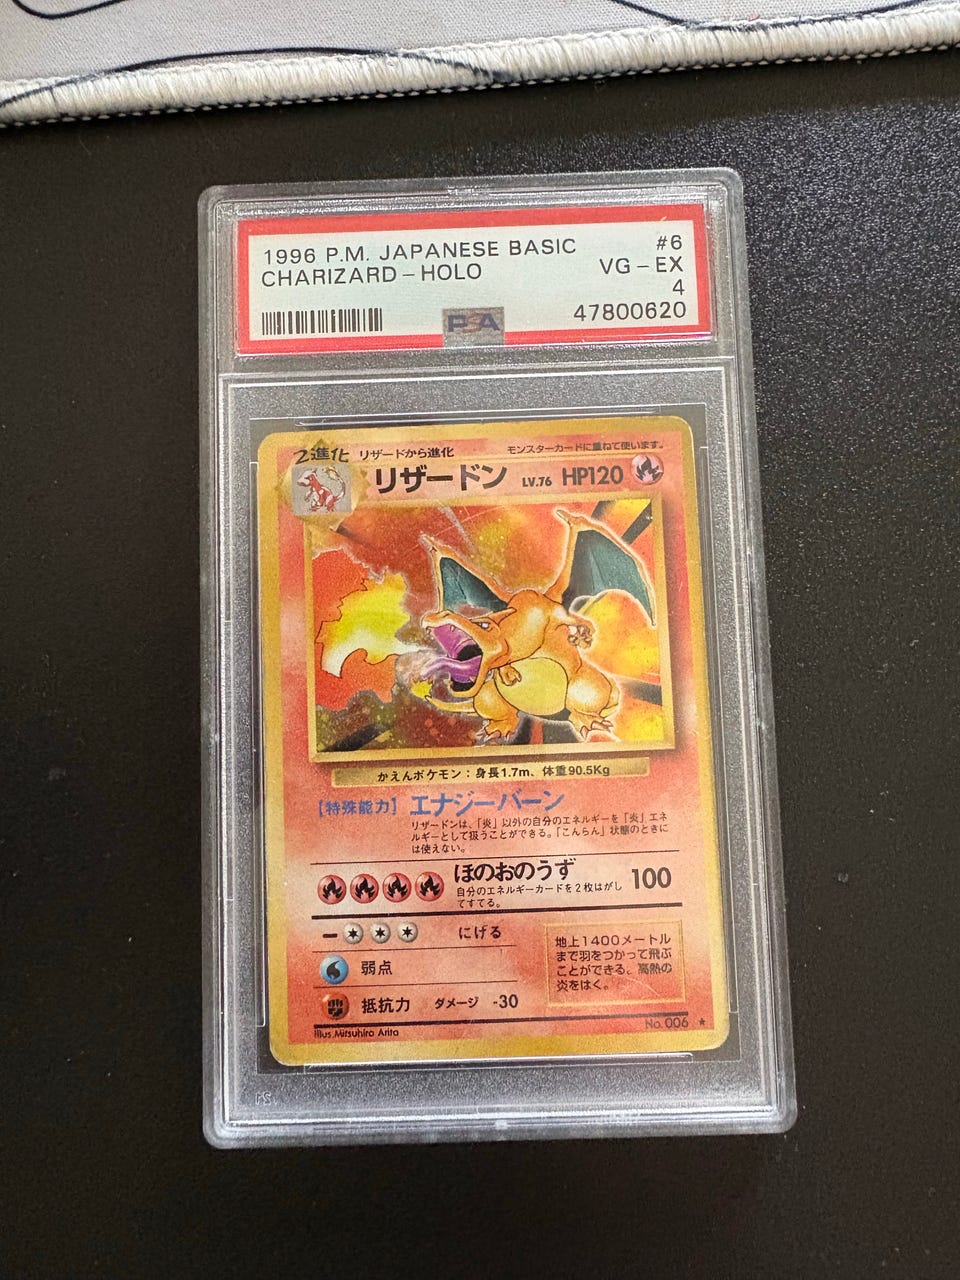 1996 P.M. JAPANESE BASIC #6
CHARIZARD - HOLO VG - EX
4
PSA 47800620
2進化 リザードから進化 モンスターカードに重ねて使います。
リザードン LV.76 HP120
かえんポケモン：身長1.7m、体重90.5Kg
【特殊能力】エナジーバーン
リザードンは、「炎」以外の自分のエネルギーを「炎」エネ
ルギーとして扱うことができる。「こんらん」状態のときに
は使えない。
ほのおのうず 100
自分のエネルギーカードを2枚はがし
てすてる。
ー にげる
弱点
抵抗力 ダメージ -30
地上1400メートル
まで羽をつかって飛ぶ
ことができる。高熱の
炎をはく。
Illus. Mitsuhiro Arita No. 006 ★